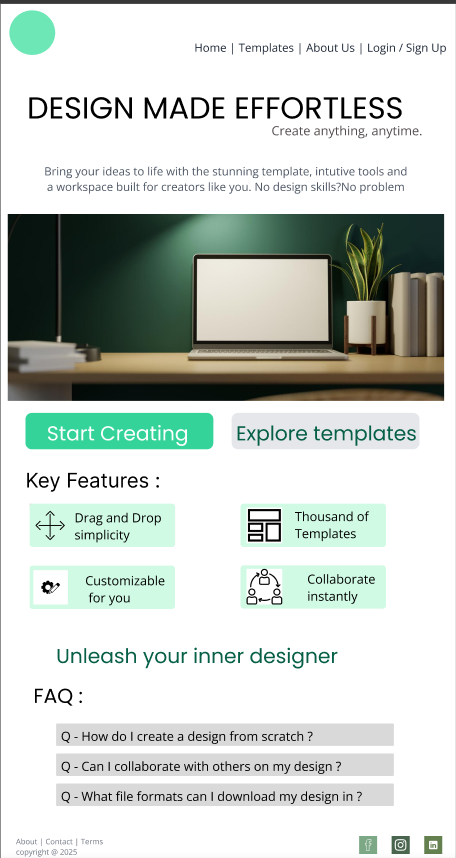 Home | Templates | About Us | Login / Sign Up
DESIGN MADE EFFORTLESS
Create anything, anytime.
Bring your ideas to life with the stunning template, intutive tools and
a workspace built for creators like you. No design skills?No problem
Start Creating
Explore templates
Key Features :
Drag and Drop
simplicity
Thousand of
Templates
Customizable
for you
Collaborate
instantly
Unleash your inner designer
FAQ :
Q - How do I create a design from scratch ?
Q - Can I collaborate with others on my design ?
Q - What file formats can I download my design in ?
About | Contact | Terms
copyright @ 2025